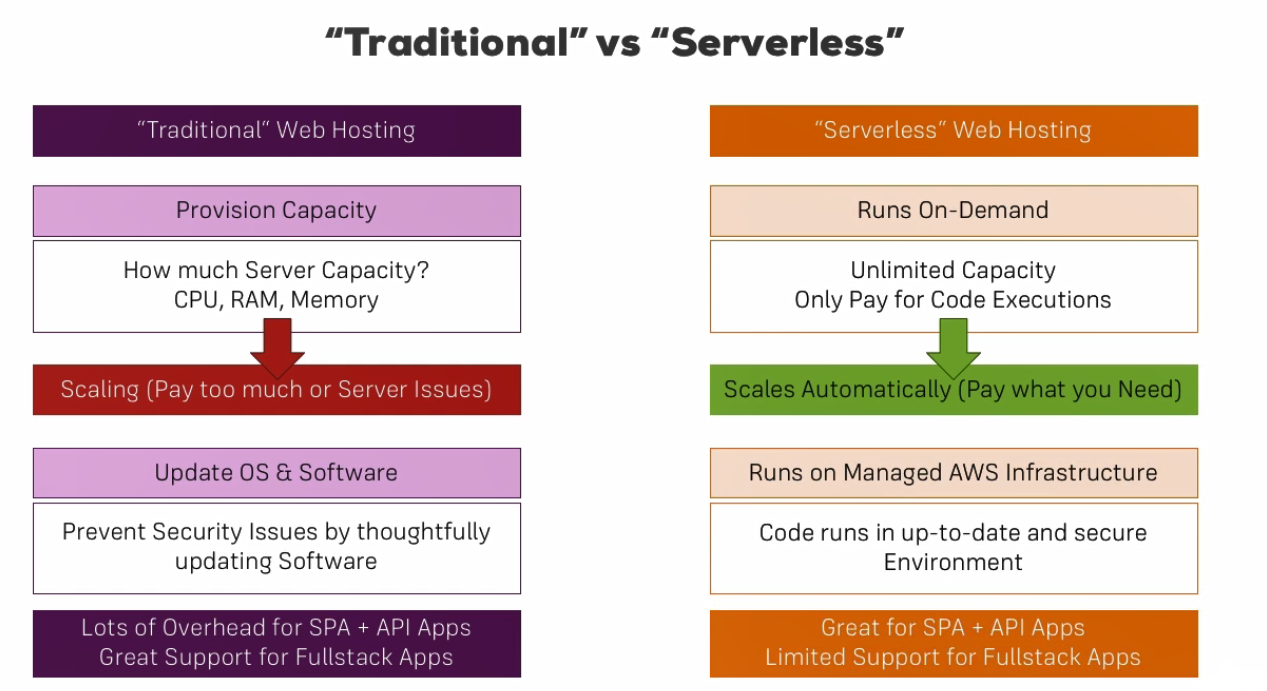 “Traditional” vs “Serverless”
“Traditional“ Web Hosting
Provision Capacity
How much Server Capacity?
CPU, RAM, Memory
Scaling (Pay too much or Server Issues)
Update OS & Software
Prevent Security Issues by thoughtfully
updating Software
Lots of Overhead for SPA + API Apps
Great Support for Fullstack Apps
“Serverless“ Web Hosting
Runs On-Demand
Unlimited Capacity
Only Pay for Code Executions
Scales Automatically (Pay what you Need)
Runs on Managed AWS Infrastructure
Code runs in up-to-date and secure
Environment
Great for SPA + API Apps
Limited Support for Fullstack Apps